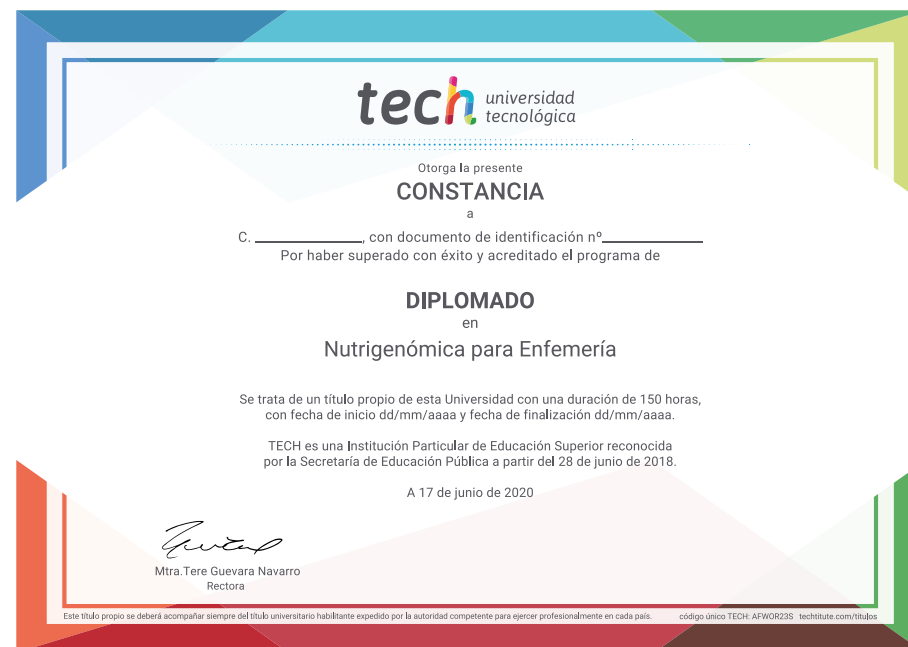 tech universidad
tecnológica
Otorga la presente
CONSTANCIA
a
C. ____________, con documento de identificación nº____________
Por haber superado con éxito y acreditado el programa de
DIPLOMADO
en
Nutrigenómica para Enfemería
Se trata de un título propio de esta Universidad con una duración de 150 horas,
con fecha de inicio dd/mm/aaaa y fecha de finalización dd/mm/aaaa.
TECH es una Institución Particular de Educación Superior reconocida
por la Secretaría de Educación Pública a partir del 28 de junio de 2018.
A 17 de junio de 2020
Mtra.Tere Guevara Navarro
Rectora
Este título propio se deberá acompañar siempre del título universitario habilitante expedido por la autoridad competente para ejercer profesionalmente en cada país. código único TECH: AFWOR23S techtitute.com/titulos